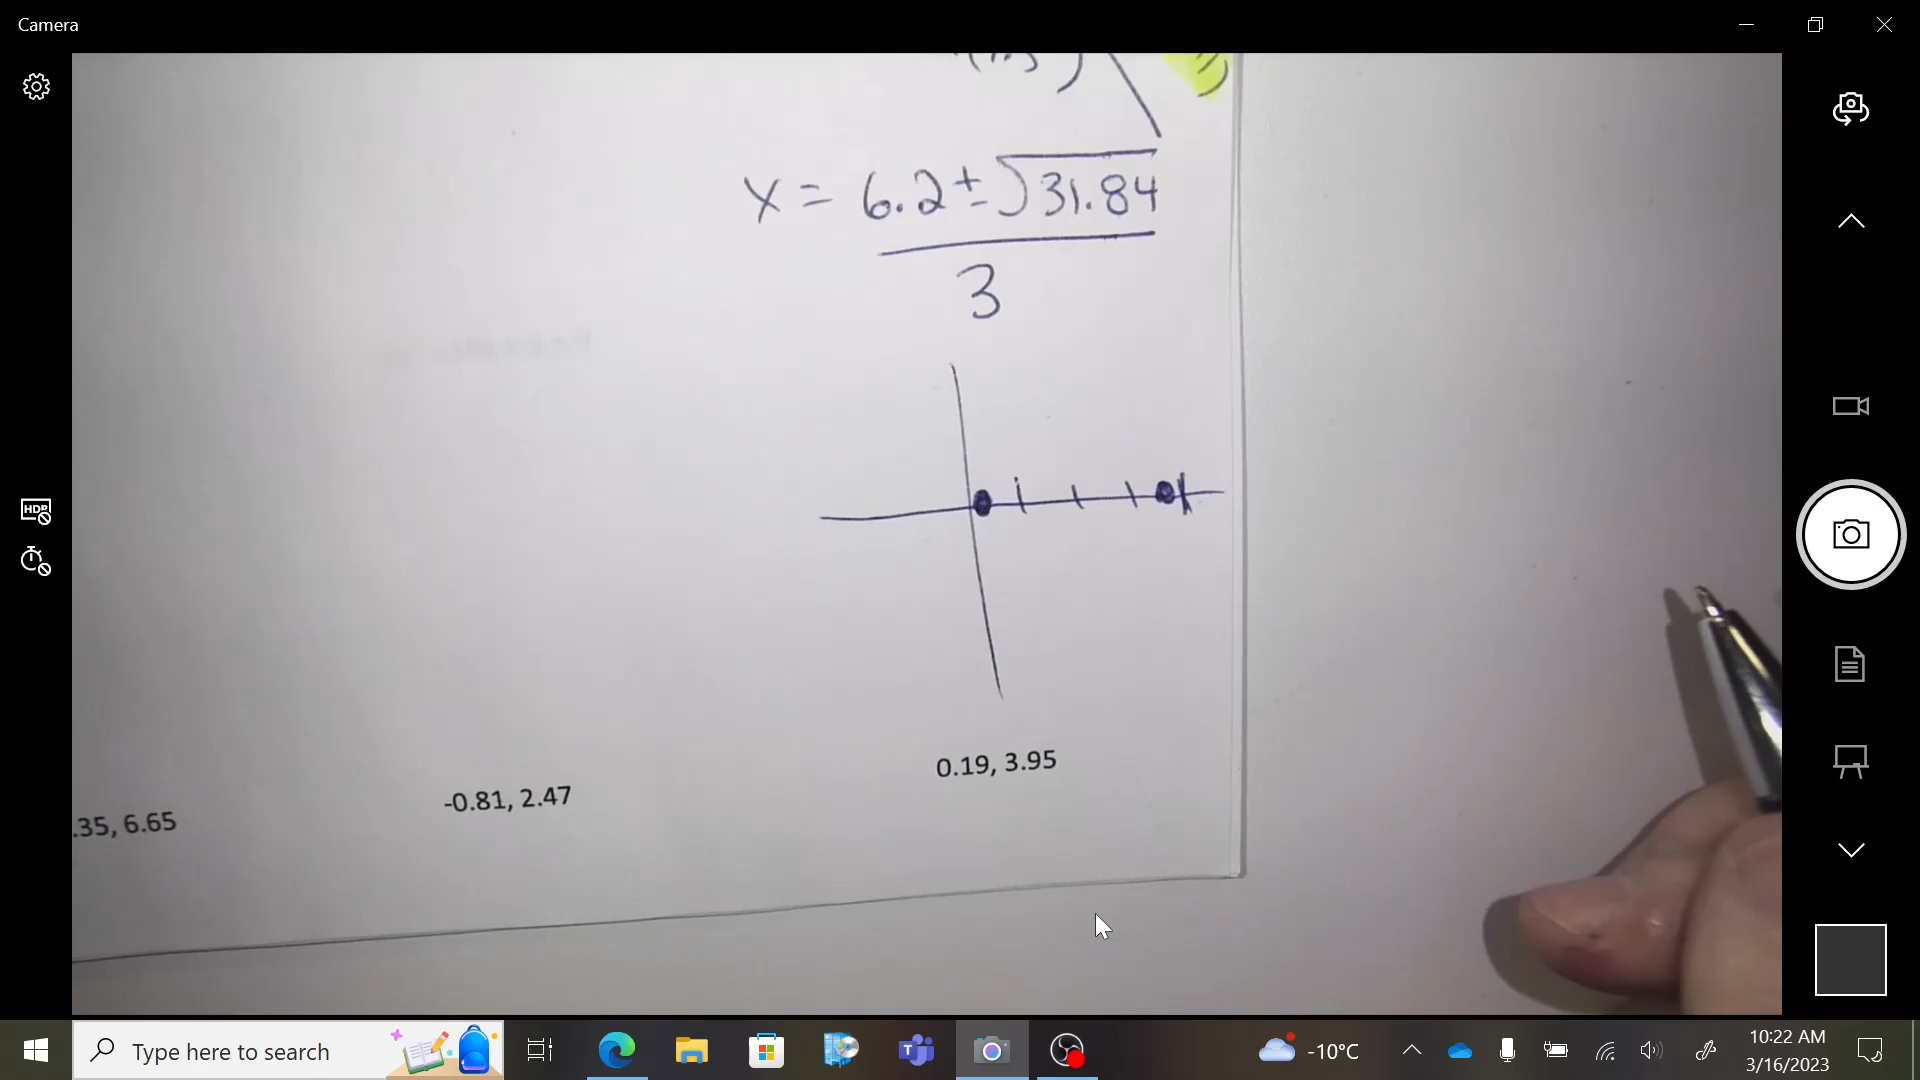 Camera
x = 6.2 ± √31.84
3
0.19, 3.95
-0.81, 2.47
.35, 6.65
HDR
Type here to search
-10°C
10:22 AM
3/16/2023